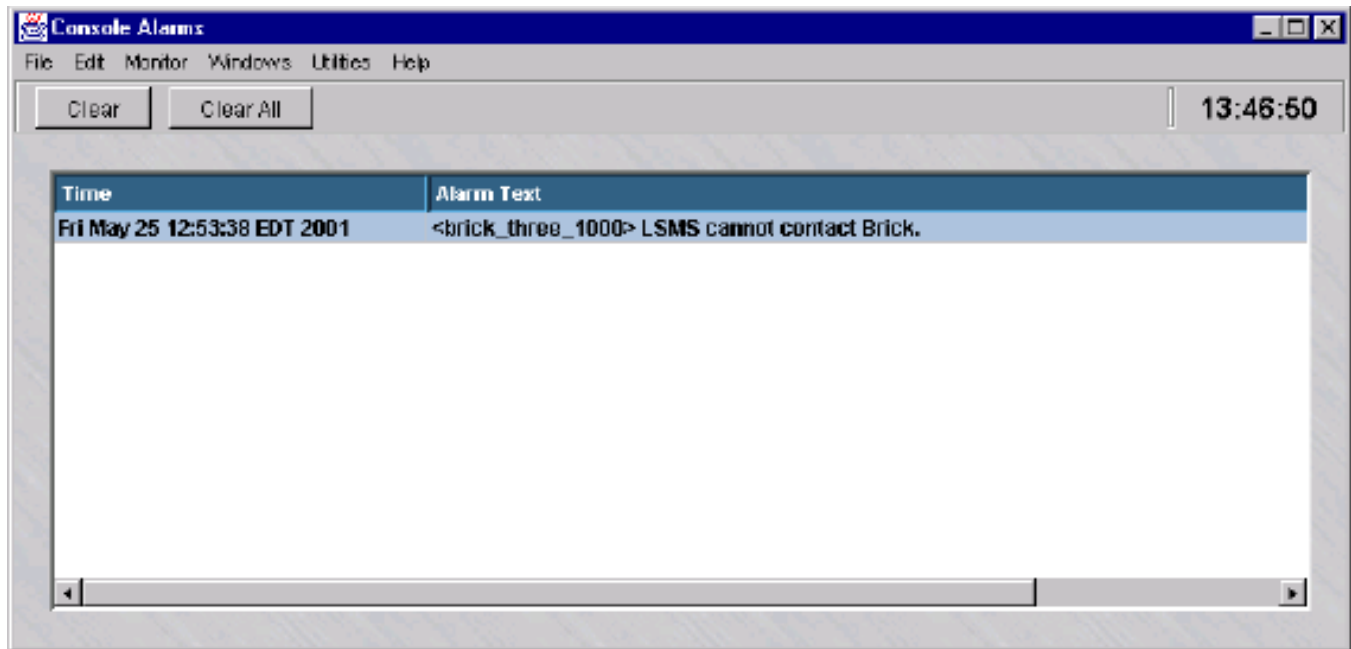 Console Alarms
File Edit Monitor Windows Utilities Help
Clear Clear All 13:46:50
Time Alarm Text
Fri May 25 12:53:38 EDT 2001 <brick_three_1000> LSMS cannot contact Brick.